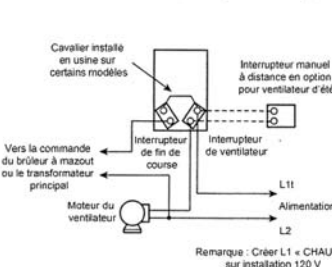 Cavalier installé
en usine sur
certains modèles
Interrupteur manuel
à distance en option
pour ventilateur d'été
Vers la commande
du brûleur à mazout
ou le transformateur
principal
Interrupteur
de fin de
course
Interrupteur
de ventilateur
L1t
Alimentation
L2
Moteur du
ventilateur
Remarque : Créer L1 « CHAU
sur installation 120 V